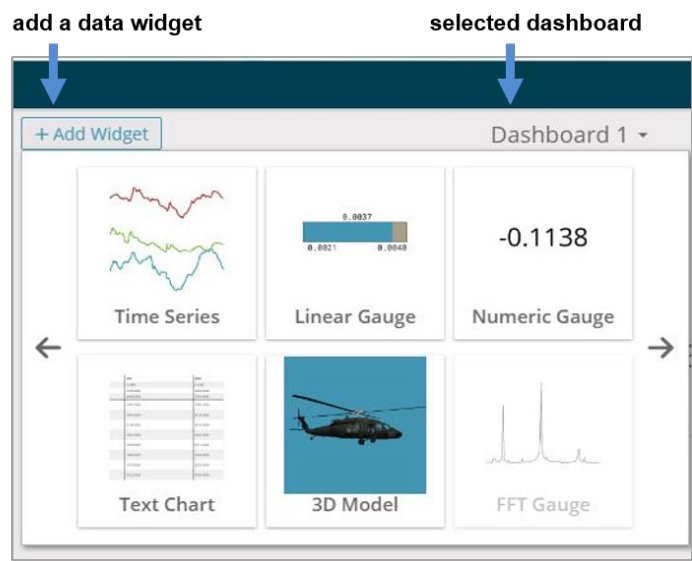 add a data widget
selected dashboard
+ Add Widget
Dashboard 1
Time Series
0.0037
0.0021
0.0040
Linear Gauge
-0.1138
Numeric Gauge
Text Chart
3D Model
FFT Gauge